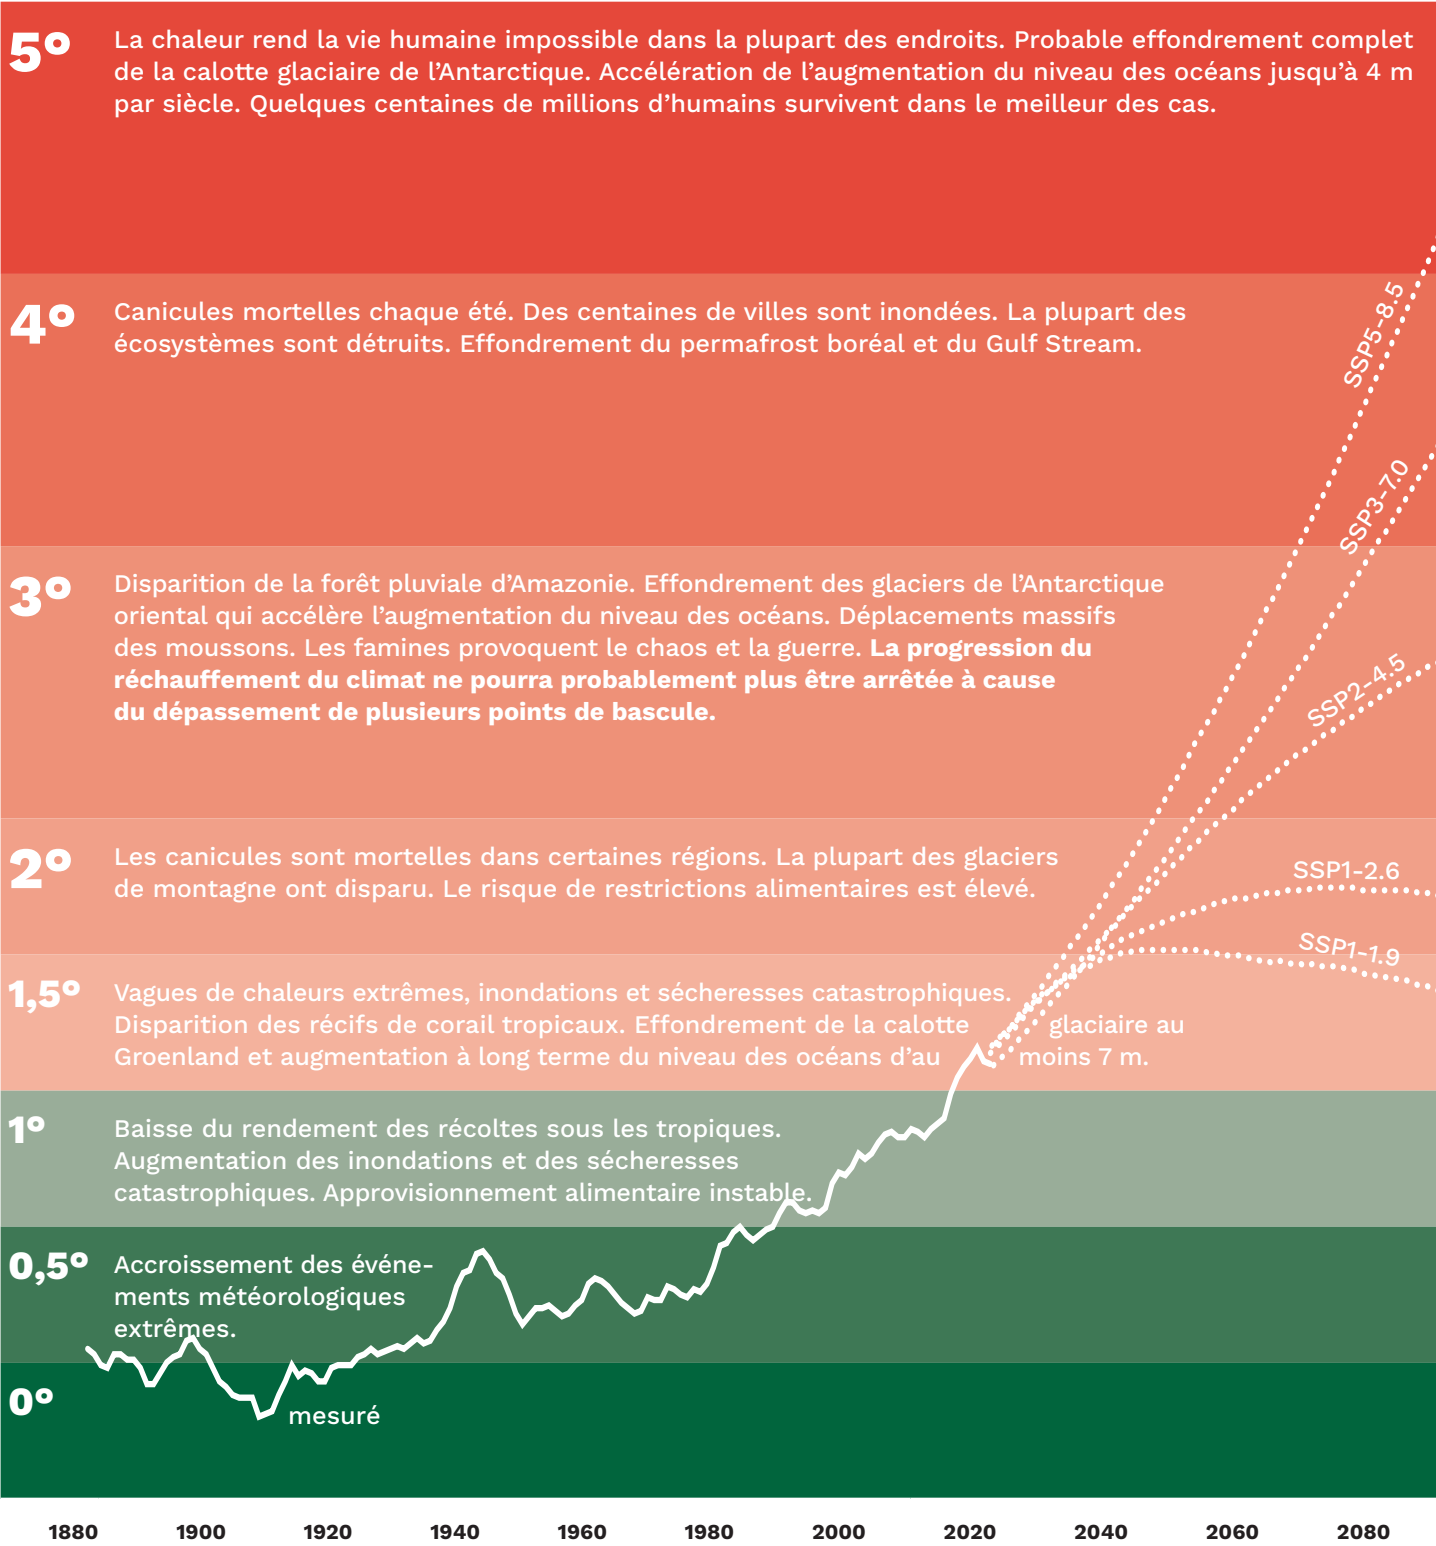 5°
La chaleur rend la vie humaine impossible dans la plupart des endroits. Probable effondrement complet
de la calotte glaciaire de l’Antarctique. Accélération de l’augmentation du niveau des océans jusqu’à 4 m
par siècle. Quelques centaines de millions d’humains survivent dans le meilleur des cas.
4°
Canicules mortelles chaque été. Des centaines de villes sont inondées. La plupart des
écosystèmes sont détruits. Effondrement du permafrost boréal et du Gulf Stream.
SSP5-8.5
SSP3-7.0
3°
Disparition de la forêt pluviale d’Amazonie. Effondrement des glaciers de l’Antarctique
oriental qui accélère l’augmentation du niveau des océans. Déplacements massifs
des moussons. Les famines provoquent le chaos et la guerre. La progression du
réchauffement du climat ne pourra probablement plus être arrêtée à cause
du dépassement de plusieurs points de bascule.
SSP2-4.5
2°
Les canicules sont mortelles dans certaines régions. La plupart des glaciers
de montagne ont disparu. Le risque de restrictions alimentaires est élevé.
SSP1-2.6
SSP1-1.9
1,5°
Vagues de chaleurs extrêmes, inondations et sécheresses catastrophiques.
Disparition des récifs de corail tropicaux. Effondrement de la calotte glaciaire au
Groenland et augmentation à long terme du niveau des océans d’au moins 7 m.
1°
Baisse du rendement des récoltes sous les tropiques.
Augmentation des inondations et des sécheresses
catastrophiques. Approvisionnement alimentaire instable.
0,5°
Accroissement des événe-
ments météorologiques
extrêmes.
0°
mesuré
1880 1900 1920 1940 1960 1980 2000 2020 2040 2060 2080